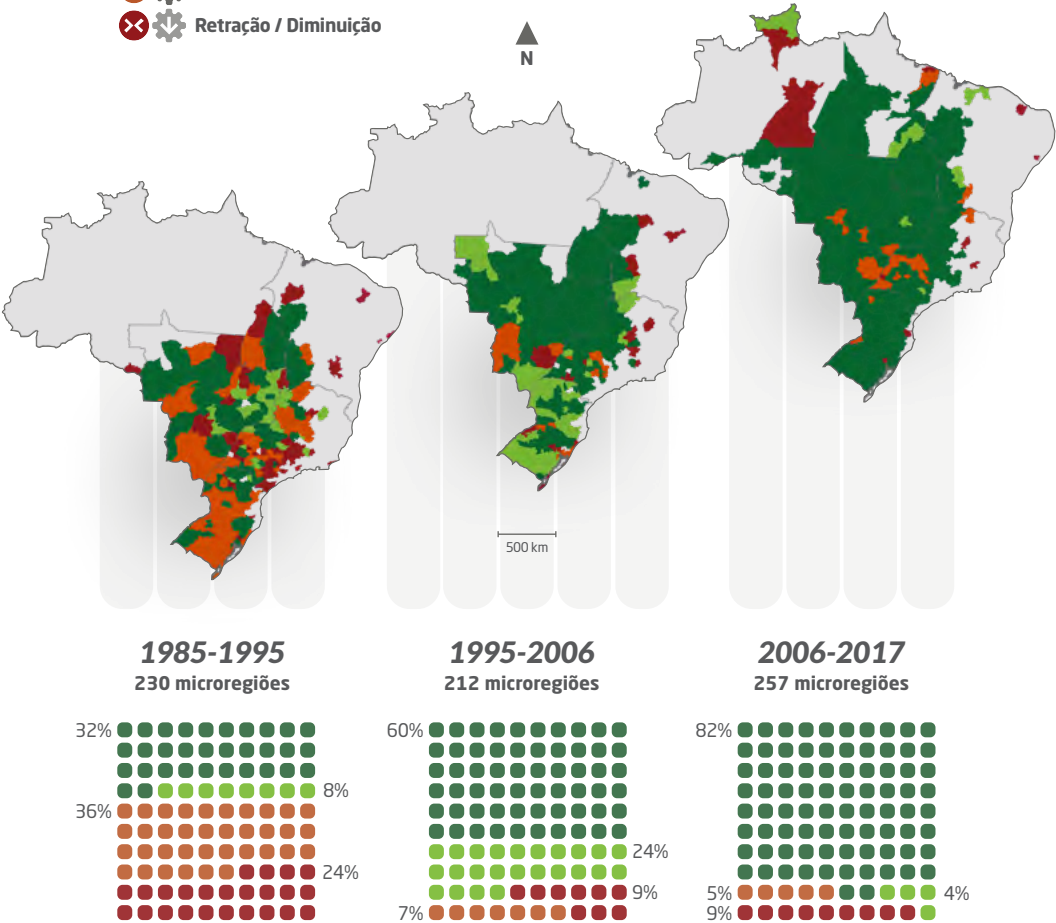 Retração / Diminuição
N
500 km
1985-1995
230 microregiões
32%
8%
36%
24%
1995-2006
212 microregiões
60%
24%
9%
7%
2006-2017
257 microregiões
82%
5%
4%
9%